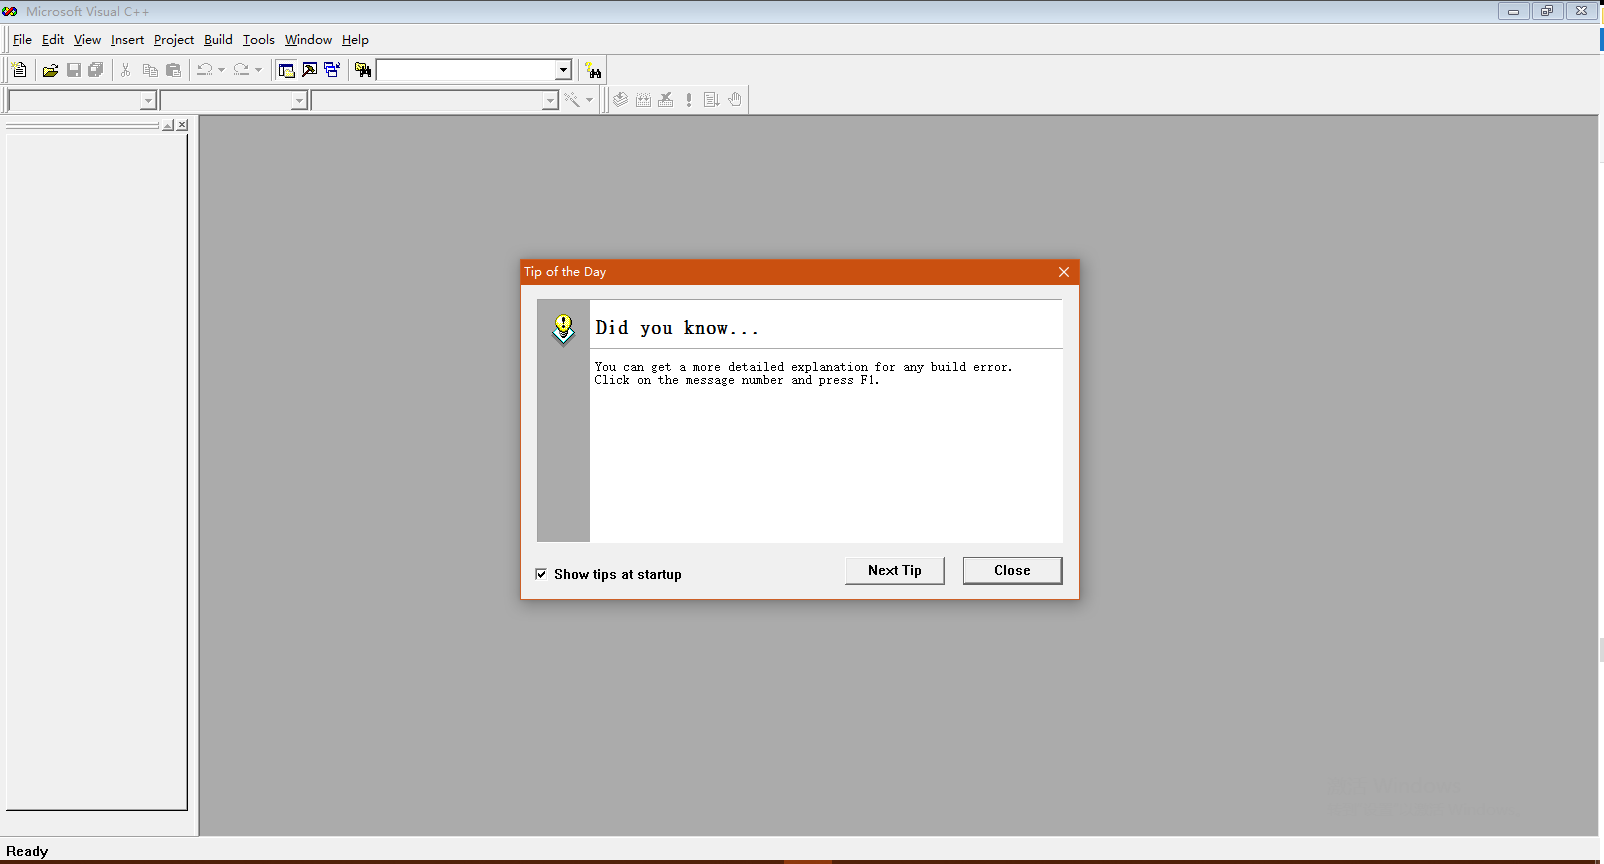 Microsoft Visual C++
File Edit View Insert Project Build Tools Window Help
Tip of the Day
Did you know...
You can get a more detailed explanation for any build error.
Click on the message number and press F1.
Show tips at startup
Next Tip
Close
Ready